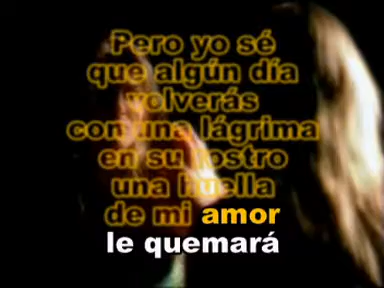 Pero yo sé
que algún día
volverás
con una lágrima
en su rostro
una huella
de mi amor
le quemará